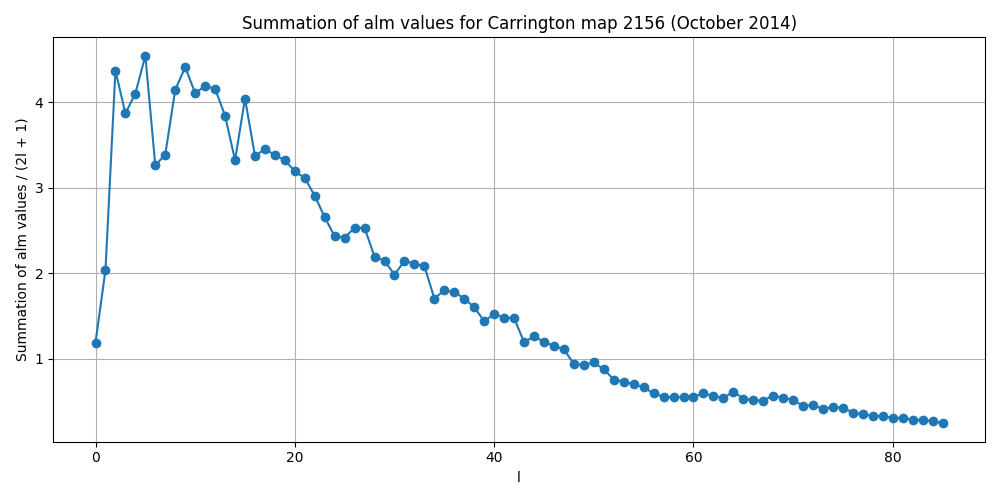 Summation of alm values for Carrington map 2156 (October 2014)
Summation of alm values / (2l + 1)
4
3
2
1
0 20 40 60 80
l